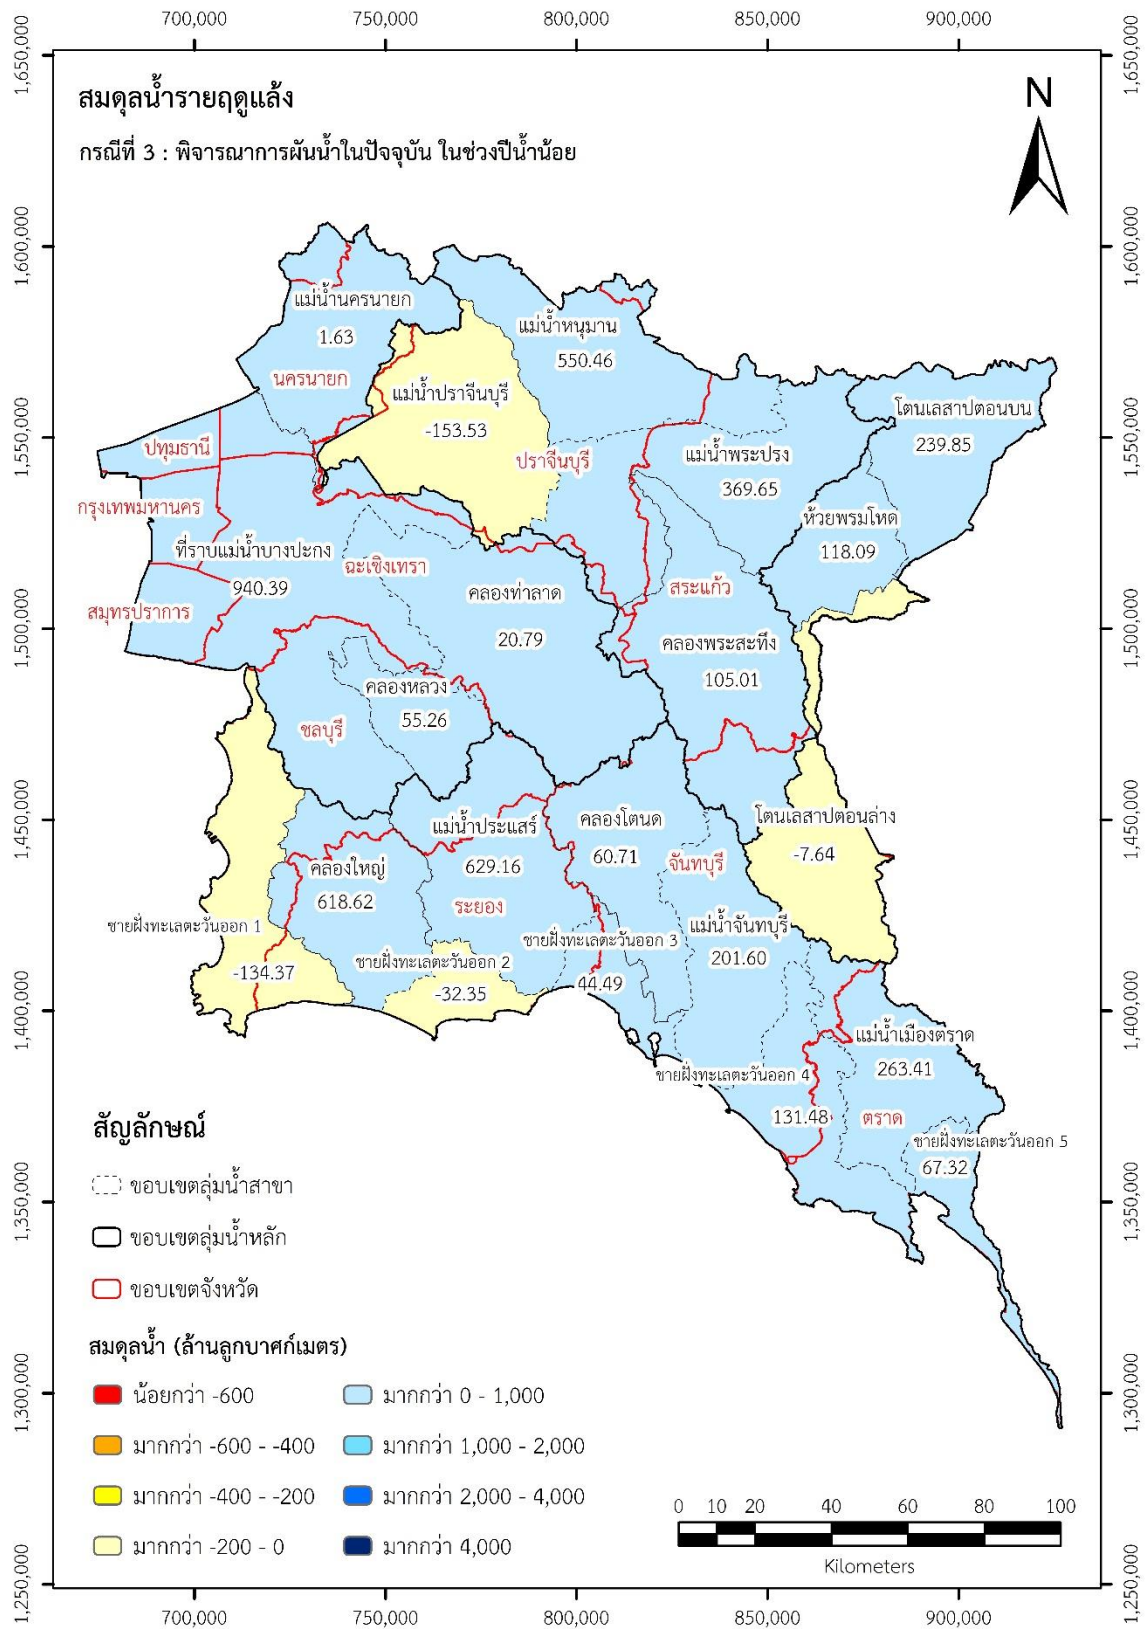 700,000 750,000 800,000 850,000 900,000
1,650,000 1,650,000
สมดุลน้ำรายฤดูแล้ง
N
กรณีที่ 3 : พิจารณาการผันน้ำในปัจจุบัน ในช่วงปีน้ำน้อย
1,600,000 1,600,000
แม่น้ำนครนายก
1.63
แม่น้ำหนุมาน
550.46
นครนายก
แม่น้ำปราจีนบุรี
-153.53
โตนเลสาปตอนบน
239.85
1,550,000 1,550,000
ปทุมธานี
ปราจีนบุรี
แม่น้ำพระปรง
369.65
กรุงเทพมหานคร
ห้วยพรมโหด
118.09
ที่ราบแม่น้ำบางปะกง
940.39
ฉะเชิงเทรา
คลองท่าลาด
20.79
สระแก้ว
สมุทรปราการ
1,500,000 1,500,000
คลองพระสะทึง
105.01
คลองหลวง
55.26
ชลบุรี
1,450,000 1,450,000
แม่น้ำประแสร์
629.16
คลองโตนด
60.71
โตนเลสาปตอนล่าง
-7.64
จันทบุรี
คลองใหญ่
618.62
ระยอง
ชายฝั่งทะเลตะวันออก 1
-134.37
ชายฝั่งทะเลตะวันออก 2
-32.35
ชายฝั่งทะเลตะวันออก 3
44.49
แม่น้ำจันทบุรี
201.60
1,400,000 1,400,000
แม่น้ำเมืองตราด
263.41
ชายฝั่งทะเลตะวันออก 4
131.48
ตราด
ชายฝั่งทะเลตะวันออก 5
67.32
1,350,000 1,350,000
สัญลักษณ์
ขอบเขตลุ่มน้ำสาขา
ขอบเขตลุ่มน้ำหลัก
ขอบเขตจังหวัด
สมดุลน้ำ (ล้านลูกบาศก์เมตร)
1,300,000 1,300,000
น้อยกว่า -600
มากกว่า -600 - -400
มากกว่า -400 - -200
มากกว่า -200 - 0
มากกว่า 0 - 1,000
มากกว่า 1,000 - 2,000
มากกว่า 2,000 - 4,000
มากกว่า 4,000
0 10 20 40 60 80 100
Kilometers
1,250,000 1,250,000
700,000 750,000 800,000 850,000 900,000